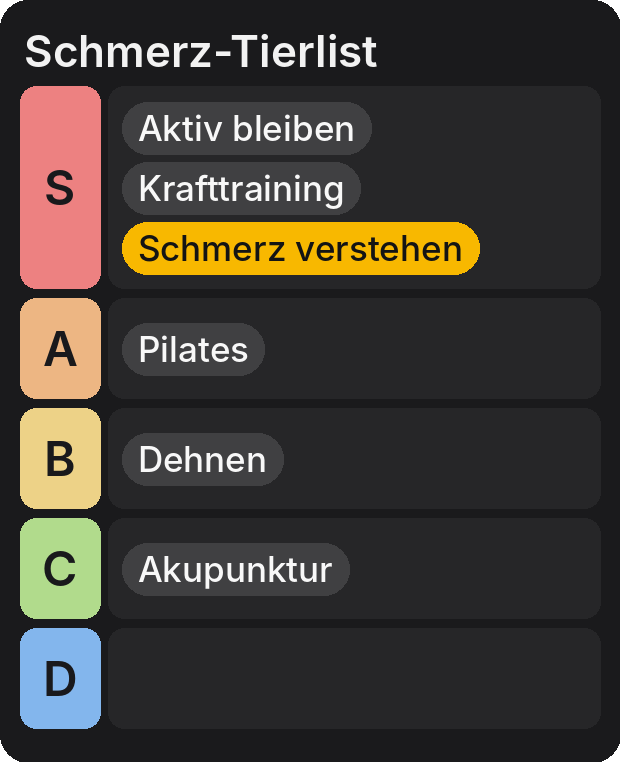 Schmerz-Tierlist
S
Aktiv bleiben
Krafttraining
Schmerz verstehen
A
Pilates
B
Dehnen
C
Akupunktur
D